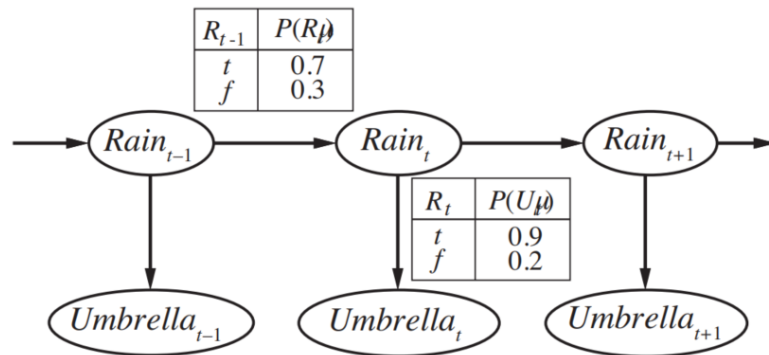 R_{t-1} P(R_t)
t 0.7
f 0.3
Rain_{t-1} Rain_t Rain_{t+1}
R_t P(U_t)
t 0.9
f 0.2
Umbrella_{t-1} Umbrella_t Umbrella_{t+1}